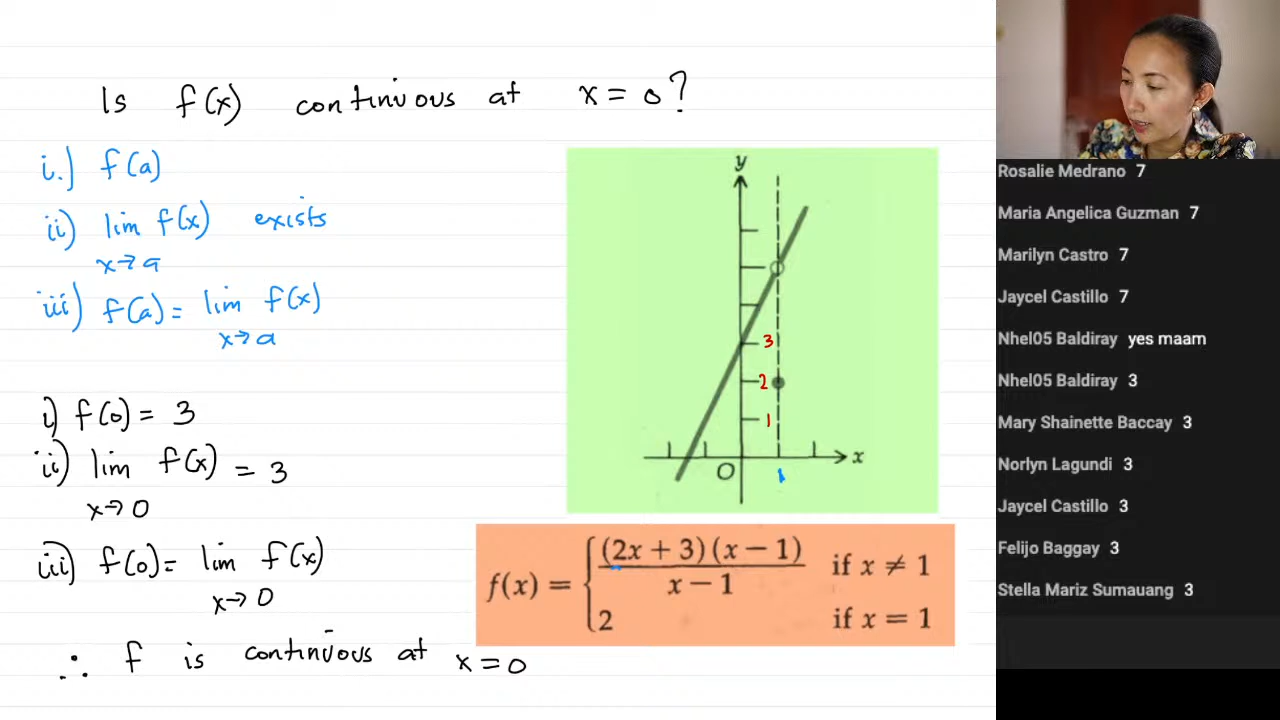 Is f(x) continuous at x = 0?
i.) f(a)
ii) lim f(x) exists
x→a
iii) f(a) = lim f(x)
x→a
i) f(0) = 3
ii) lim f(x) = 3
x→0
iii) f(0) = lim f(x)
x→0
∴ f is continuous at x = 0
y
3
2
1
O
x
1
f(x) = { (2x + 3)(x − 1) if x ≠ 1
x − 1
2 if x = 1
Rosalie Medrano 7
Maria Angelica Guzman 7
Marilyn Castro 7
Jaycel Castillo 7
Nhel05 Baldiray yes maam
Nhel05 Baldiray 3
Mary Shainette Baccay 3
Norlyn Lagundi 3
Jaycel Castillo 3
Felijo Baggay 3
Stella Mariz Sumauang 3